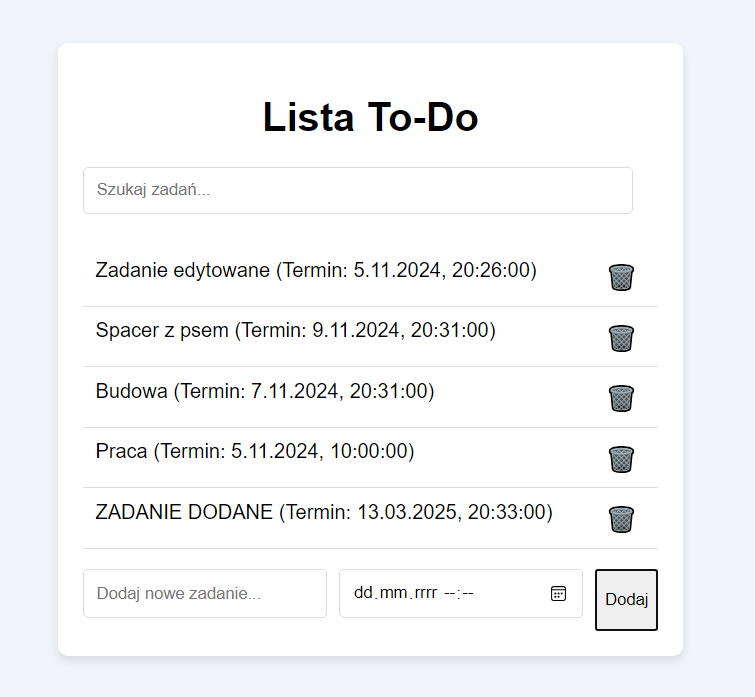 Lista To-Do
Szukaj zadań...
Zadanie edytowane (Termin: 5.11.2024, 20:26:00)
Spacer z psem (Termin: 9.11.2024, 20:31:00)
Budowa (Termin: 7.11.2024, 20:31:00)
Praca (Termin: 5.11.2024, 10:00:00)
ZADANIE DODANE (Termin: 13.03.2025, 20:33:00)
Dodaj nowe zadanie... dd.mm.rrrr --:-- Dodaj